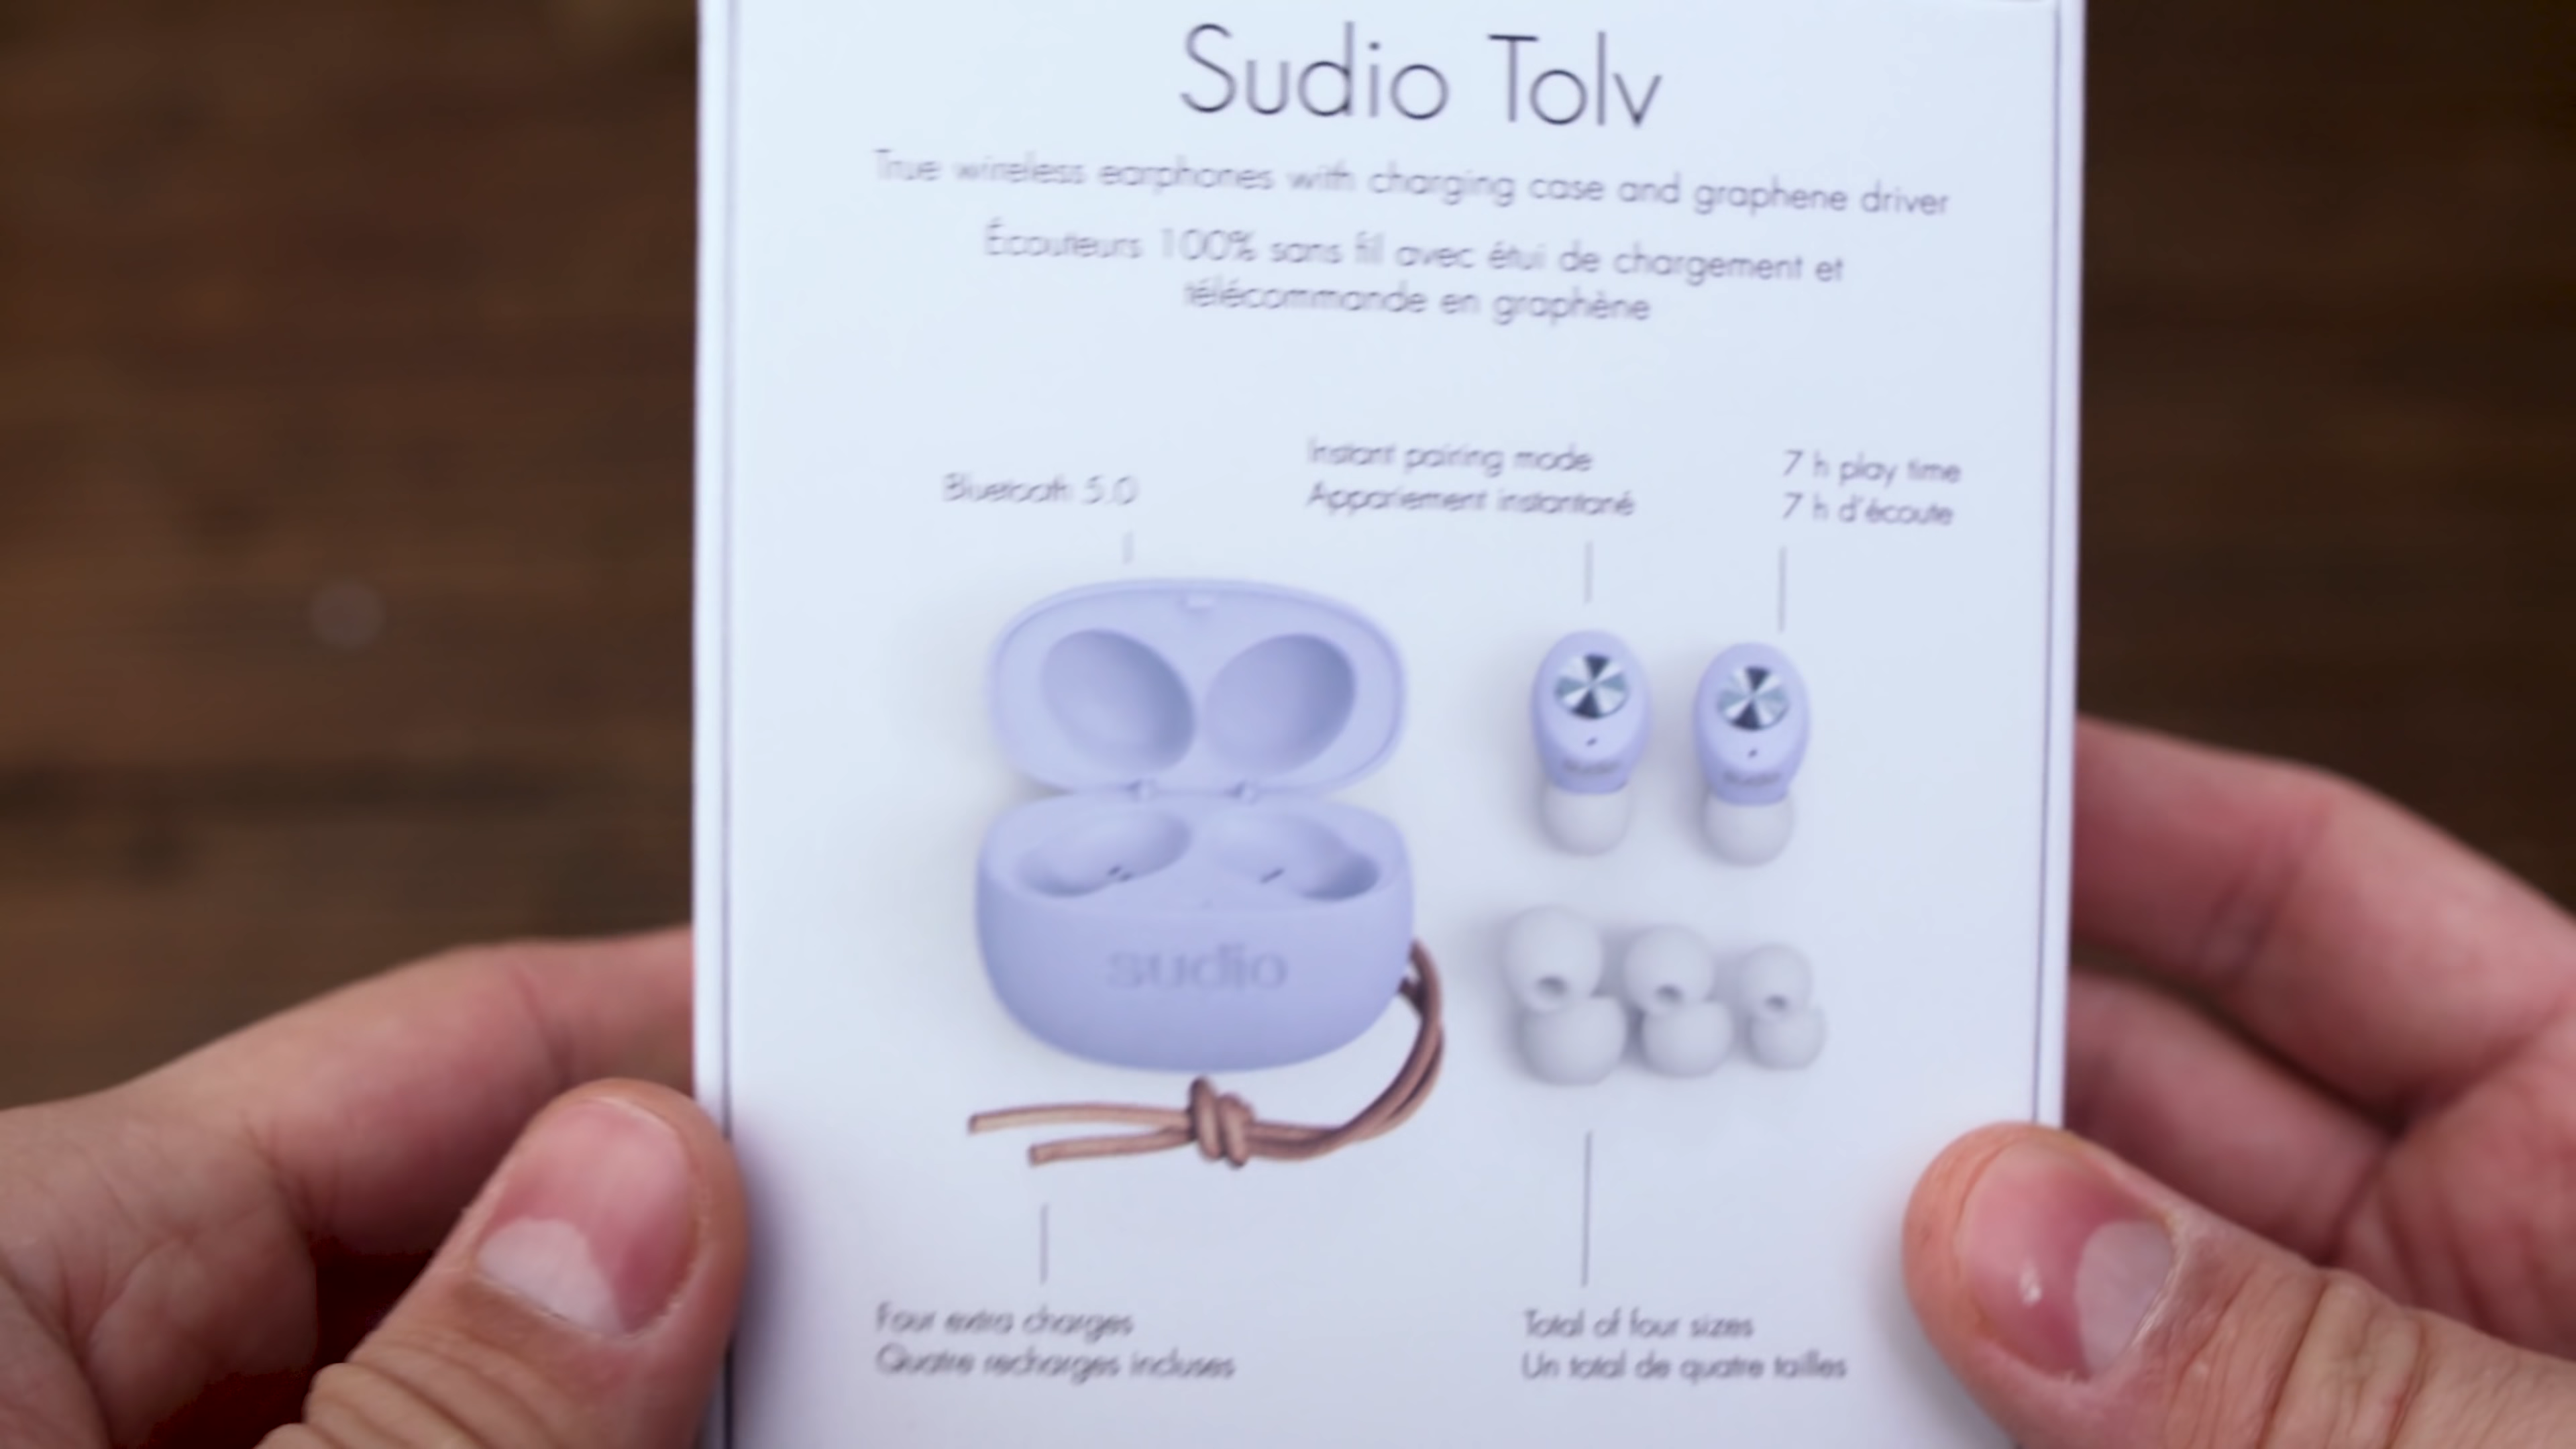 Sudio Tolv
True wireless earphones with charging case and graphene driver
Écouteurs 100% sans fil avec étui de chargement et
télécommande en graphène
Instant pairing mode
Appariement instantané
7 h play time
7 h d'écoute
Bluetooth 5.0
sudio
Four extra charges
Quatre recharges incluses
Total of four sizes
Un total de quatre tailles